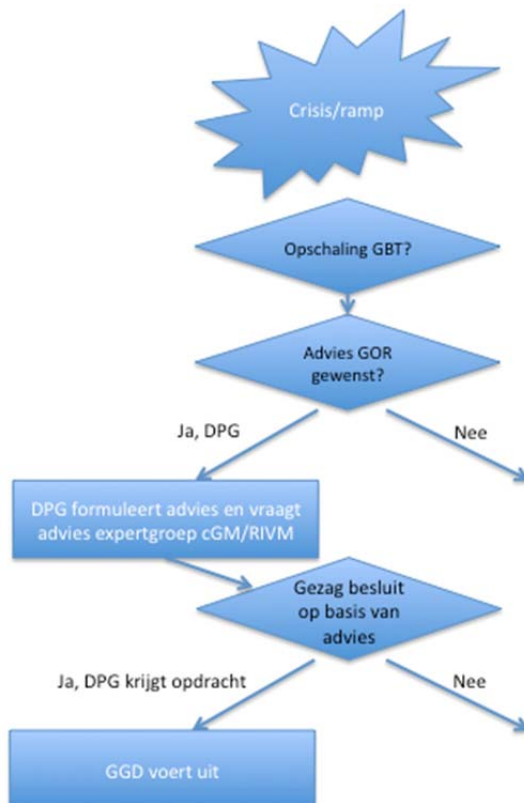 Crisis/ramp
Opschaling GBT?
Advies GOR
gewenst?
Ja, DPG
Nee
DPG formuleert advies en vraagt
advies expertgroep cGM/RIVM
Gezag besluit
op basis van
advies
Ja, DPG krijgt opdracht
Nee
GGD voert uit